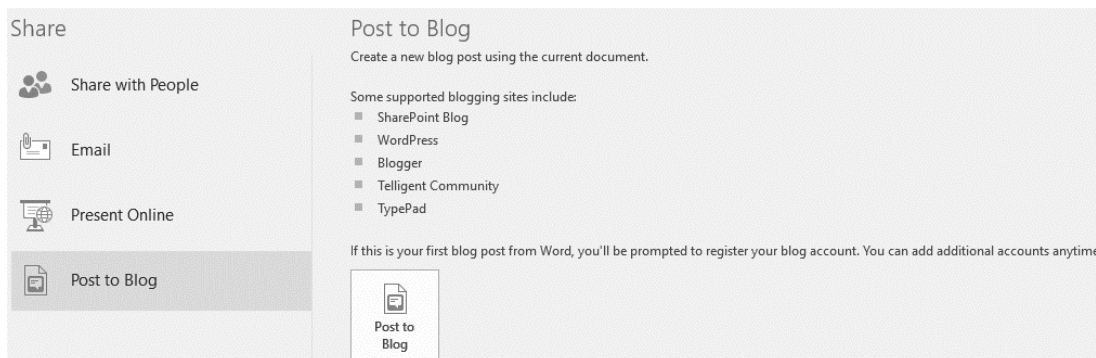 Share
Share with People
Email
Present Online
Post to Blog
Post to Blog
Create a new blog post using the current document.
Some supported blogging sites include:
SharePoint Blog
WordPress
Blogger
Telligent Community
TypePad
If this is your first blog post from Word, you'll be prompted to register your blog account. You can add additional accounts anytime
Post to
Blog